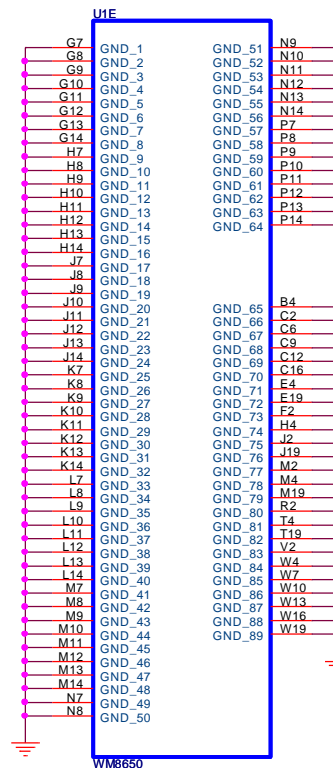 U1E
G7 GND_1
G8 GND_2
G9 GND_3
G10 GND_4
G11 GND_5
G12 GND_6
G13 GND_7
G14 GND_8
H7 GND_9
H8 GND_10
H9 GND_11
H10 GND_12
H11 GND_13
H12 GND_14
H13 GND_15
H14 GND_16
J7 GND_17
J8 GND_18
J9 GND_19
J10 GND_20
J11 GND_21
J12 GND_22
J13 GND_23
J14 GND_24
K7 GND_25
K8 GND_26
K9 GND_27
K10 GND_28
K11 GND_29
K12 GND_30
K13 GND_31
K14 GND_32
L7 GND_33
L8 GND_34
L9 GND_35
L10 GND_36
L11 GND_37
L12 GND_38
L13 GND_39
L14 GND_40
M7 GND_41
M8 GND_42
M9 GND_43
M10 GND_44
M11 GND_45
M12 GND_46
M13 GND_47
M14 GND_48
N7 GND_49
N8 GND_50
GND_51 N9
GND_52 N10
GND_53 N11
GND_54 N12
GND_55 N13
GND_56 N14
GND_57 P7
GND_58 P8
GND_59 P9
GND_60 P10
GND_61 P11
GND_62 P12
GND_63 P13
GND_64 P14
GND_65 B4
GND_66 C2
GND_67 C6
GND_68 C9
GND_69 C12
GND_70 C16
GND_71 E4
GND_72 E19
GND_73 F2
GND_74 H4
GND_75 J2
GND_76 J19
GND_77 M2
GND_78 M4
GND_79 M19
GND_80 R2
GND_81 T4
GND_82 T19
GND_83 V2
GND_84 W4
GND_85 W7
GND_86 W10
GND_87 W13
GND_88 W16
GND_89 W19
WM8650